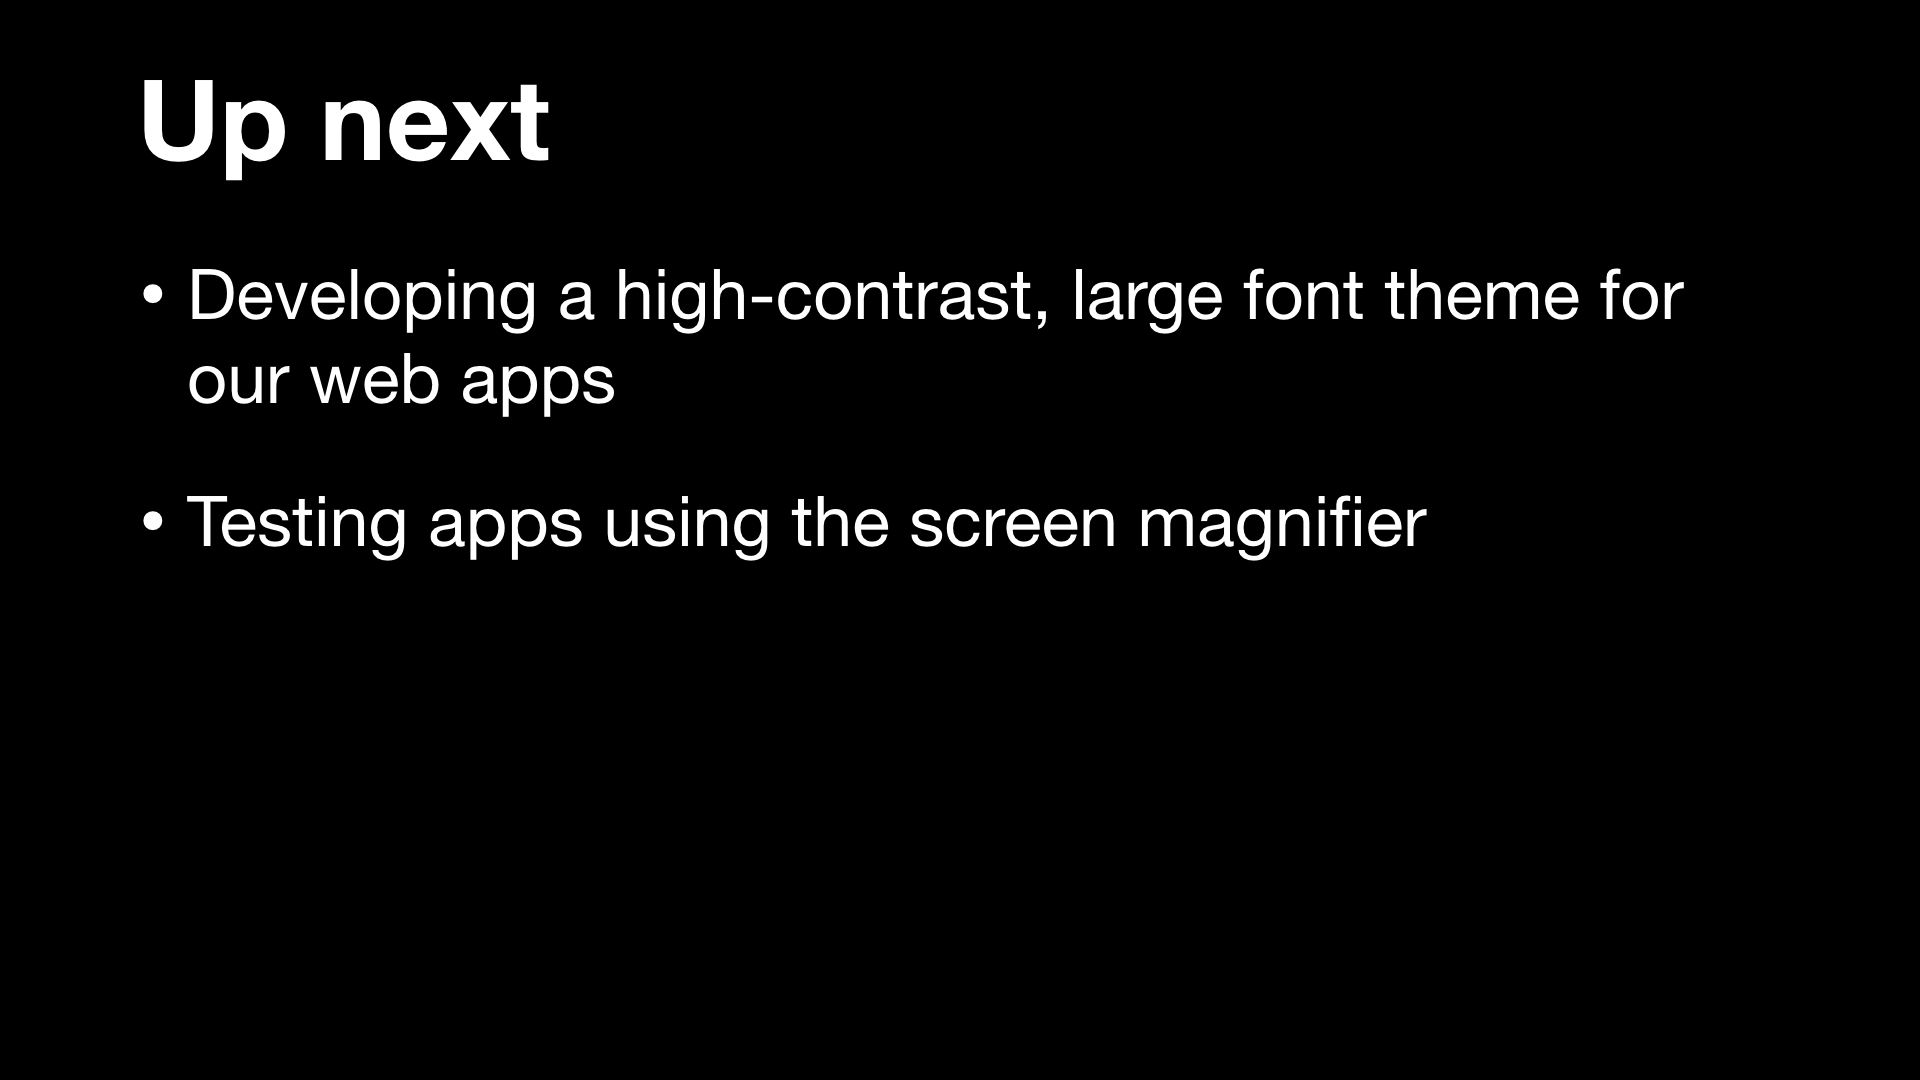 Up next
• Developing a high-contrast, large font theme for
our web apps
• Testing apps using the screen magnifier